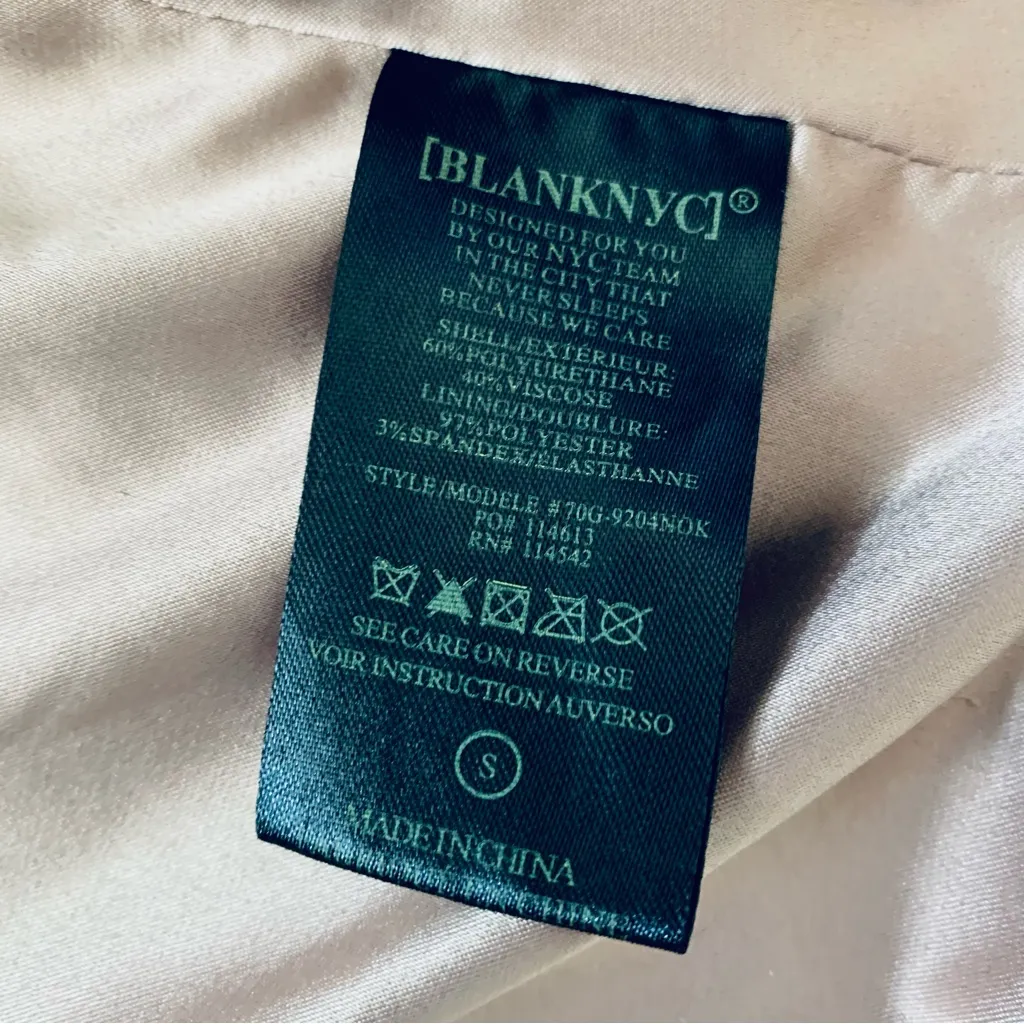 [BLANKNYC]®
DESIGNED FOR YOU
BY OUR NYC TEAM
IN THE CITY THAT
NEVER SLEEPS
BECAUSE WE CARE
SHELL/EXTÉRIEUR:
60%POLYURETHANE
40%VISCOSE
LINING/DOUBLURE:
97%POLYESTER
3%SPANDEX/ELASTHANNE
STYLE/MODELE #70G-9204NOK
PO# 114613
RN# 114542
SEE CARE ON REVERSE
VOIR INSTRUCTION AUVERSO
S
MADE IN CHINA